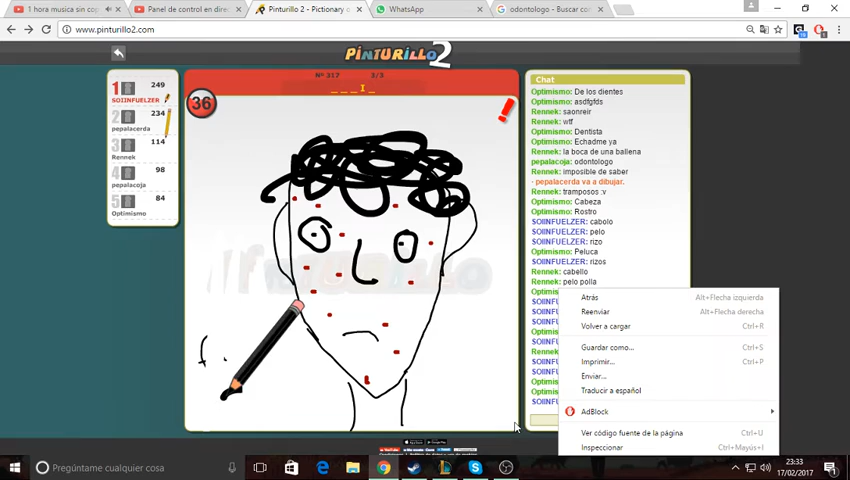 1 hora musica sin cop
Panel de control en dire
Pinturillo 2 - Pictionary o
WhatsApp
odontologo - Buscar con
www.pinturillo2.com
PiNTURiLLO 2
Nº 317 3/3
_ _ _ I _
36
1 249
SOIINFUELZER
2 234
pepalacerda
3 114
Rennek
4 98
pepalacoja
5 84
Optimismo
Chat
Optimismo: De los dientes
Optimismo: asdfgfds
Rennek: saonreir
Rennek: wtf
Optimismo: Dentista
Optimismo: Echadme ya
Rennek: la boca de una ballena
pepalacoja: odontologo
Rennek: imposible de saber
- pepalacerda va a dibujar.
Rennek: tramposos :v
Optimismo: Cabeza
Optimismo: Rostro
SOIINFUELZER: cabolo
SOIINFUELZER: pelo
SOIINFUELZER: rizo
Optimismo: Peluca
SOIINFUELZER: rizos
Rennek: cabello
Rennek: pelo polla
Atrás Alt+Flecha izquierda
Reenviar Alt+Flecha derecha
Volver a cargar Ctrl+R
Guardar como... Ctrl+S
Imprimir... Ctrl+P
Enviar...
Traducir a español
AdBlock
Ver código fuente de la página Ctrl+U
Inspeccionar Ctrl+Mayús+I
Pregúntame cualquier cosa
23:33
17/02/2017